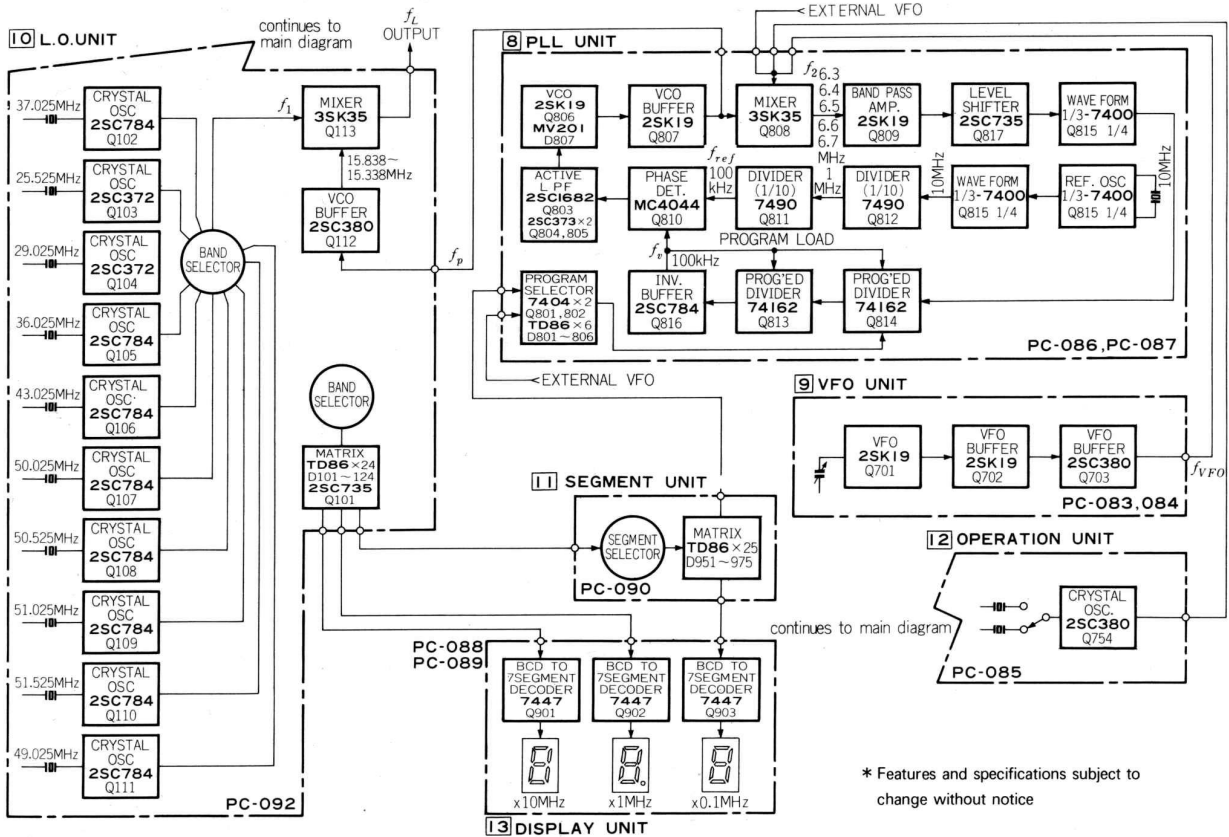 10 L.O.UNIT
continues to
main diagram
fL
OUTPUT
37.025MHz
CRYSTAL
OSC
2SC784
Q102
25.525MHz
CRYSTAL
OSC
2SC372
Q103
29.025MHz
CRYSTAL
OSC
2SC372
Q104
36.025MHz
CRYSTAL
OSC
2SC784
Q105
43.025MHz
CRYSTAL
OSC
2SC784
Q106
50.025MHz
CRYSTAL
OSC
2SC784
Q107
50.525MHz
CRYSTAL
OSC
2SC784
Q108
51.025MHz
CRYSTAL
OSC
2SC784
Q109
51.525MHz
CRYSTAL
OSC
2SC784
Q110
49.025MHz
CRYSTAL
OSC
2SC784
Q111
BAND
SELECTOR
f1
MIXER
3SK35
Q113
15.838~
15.338MHz
VCO
BUFFER
2SC380
Q112
fp
BAND
SELECTOR
MATRIX
TD86×24
D101~124
2SC735
Q101
PC-092
EXTERNAL VFO
8 PLL UNIT
VCO
2SK19
Q806
MV201
D807
VCO
BUFFER
2SK19
Q807
MIXER
3SK35
Q808
f2
6.3
6.4
6.5
6.6
6.7
MHz
BAND PASS
AMP.
2SK19
Q809
LEVEL
SHIFTER
2SC735
Q817
WAVE FORM
1/3-7400
Q815 1/4
ACTIVE
LPF
2SC1682
Q803
2SC373×2
Q804,805
PHASE
DET.
MC4044
Q810
fref
100
kHz
DIVIDER
(1/10)
7490
Q811
1
MHz
DIVIDER
(1/10)
7490
Q812
10MHz
WAVE FORM
1/3-7400
Q815 1/4
REF. OSC
1/3-7400
Q815 1/4
10MHz
PROGRAM LOAD
fv
100kHz
PROGRAM
SELECTOR
7404×2
Q801,802
TD86×6
D801~806
INV.
BUFFER
2SC784
Q816
PROG'ED
DIVIDER
74162
Q813
PROG'ED
DIVIDER
74162
Q814
PC-086,PC-087
EXTERNAL VFO
9 VFO UNIT
VFO
2SK19
Q701
VFO
BUFFER
2SK19
Q702
VFO
BUFFER
2SC380
Q703
fVFO
PC-083,084
11 SEGMENT UNIT
SEGMENT
SELECTOR
MATRIX
TD86×25
D951~975
PC-090
12 OPERATION UNIT
continues to main diagram
CRYSTAL
OSC.
2SC380
Q754
PC-085
PC-088
PC-089
BCD TO
7SEGMENT
DECODER
7447
Q901
BCD TO
7SEGMENT
DECODER
7447
Q902
BCD TO
7SEGMENT
DECODER
7447
Q903
8
8.
8
x10MHz
x1MHz
x0.1MHz
13 DISPLAY UNIT
* Features and specifications subject to
change without notice